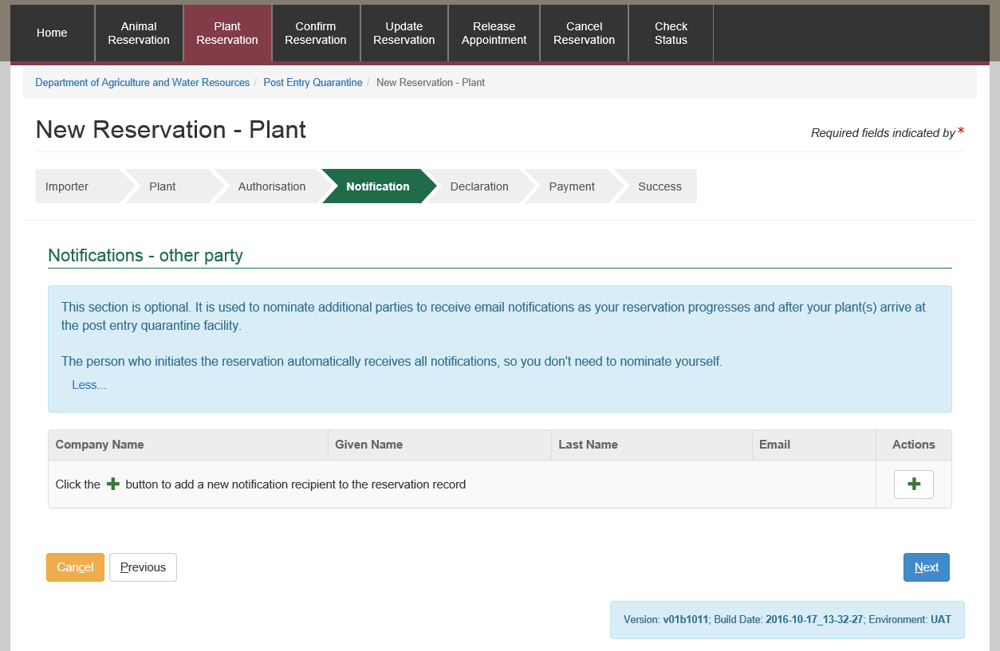 Home
Animal
Reservation
Plant
Reservation
Confirm
Reservation
Update
Reservation
Release
Appointment
Cancel
Reservation
Check
Status
Department of Agriculture and Water Resources / Post Entry Quarantine / New Reservation - Plant
New Reservation - Plant
Required fields indicated by *
Importer Plant Authorisation Notification Declaration Payment Success
Notifications - other party
This section is optional. It is used to nominate additional parties to receive email notifications as your reservation progresses and after your plant(s) arrive at
the post entry quarantine facility.
The person who initiates the reservation automatically receives all notifications, so you don't need to nominate yourself.
Less...
Company Name Given Name Last Name Email Actions
Click the + button to add a new notification recipient to the reservation record +
Cancel Previous Next
Version: v01b1011; Build Date: 2016-10-17_13-32-27; Environment: UAT